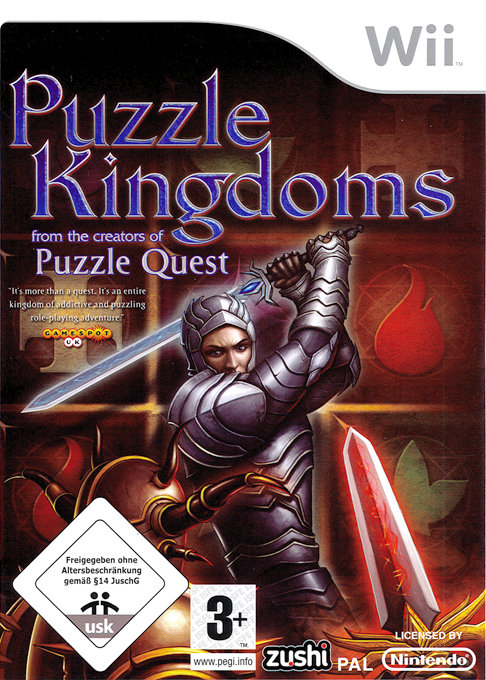 Wii™
Puzzle
Kingdoms
from the creators of
Puzzle Quest
"It's more than a quest. It's an entire
kingdom of addictive and puzzling
role-playing adventure."
GAMESPOT
UK
Freigegeben ohne
Altersbeschränkung
gemäß §14 JuschG
usk
3+
www.pegi.info
zushi
PAL
LICENSED BY
Nintendo